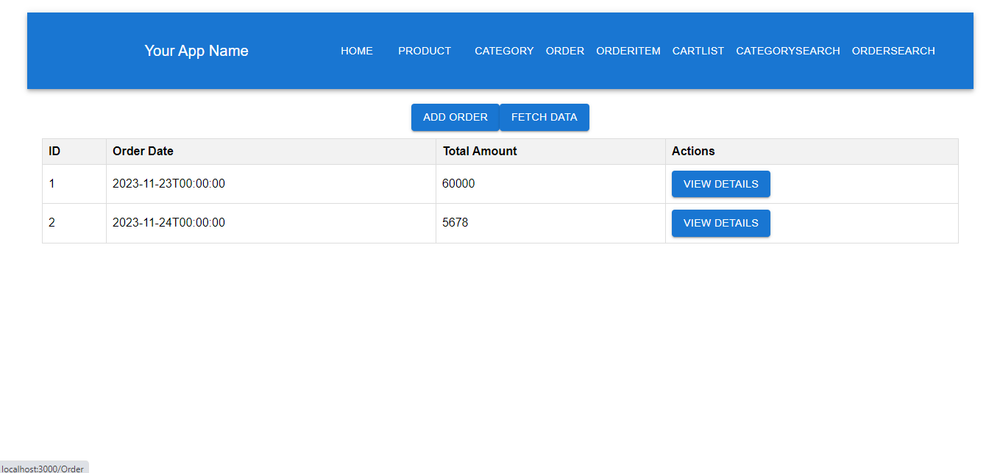 Your App Name HOME PRODUCT CATEGORY ORDER ORDERITEM CARTLIST CATEGORYSEARCH ORDERSEARCH
ADD ORDER FETCH DATA
ID Order Date Total Amount Actions
1 2023-11-23T00:00:00 60000 VIEW DETAILS
2 2023-11-24T00:00:00 5678 VIEW DETAILS
localhost:3000/Order